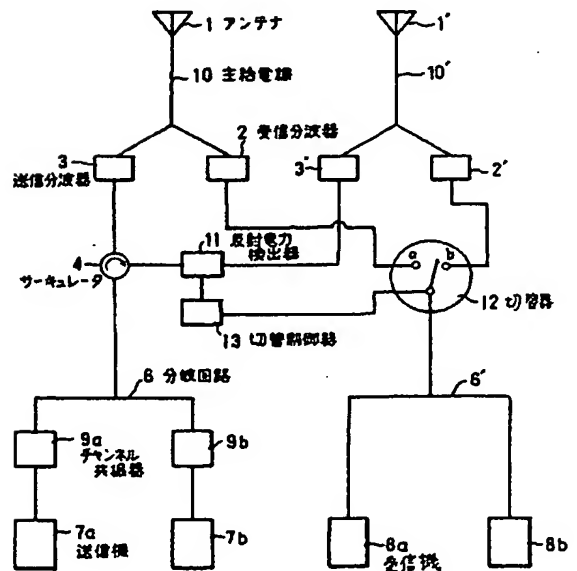 1 アンテナ
1′
10 主給電線
10′
2 受信分波器
3
送信分波器
3′
2′
11 反射電力
検出器
4
サーキュレータ
a
b
12 切替器
13 切替制御器
6 分岐回路
6′
9a
チャンネル
共振器
9b
7a
送信機
7b
8a
受信機
8b